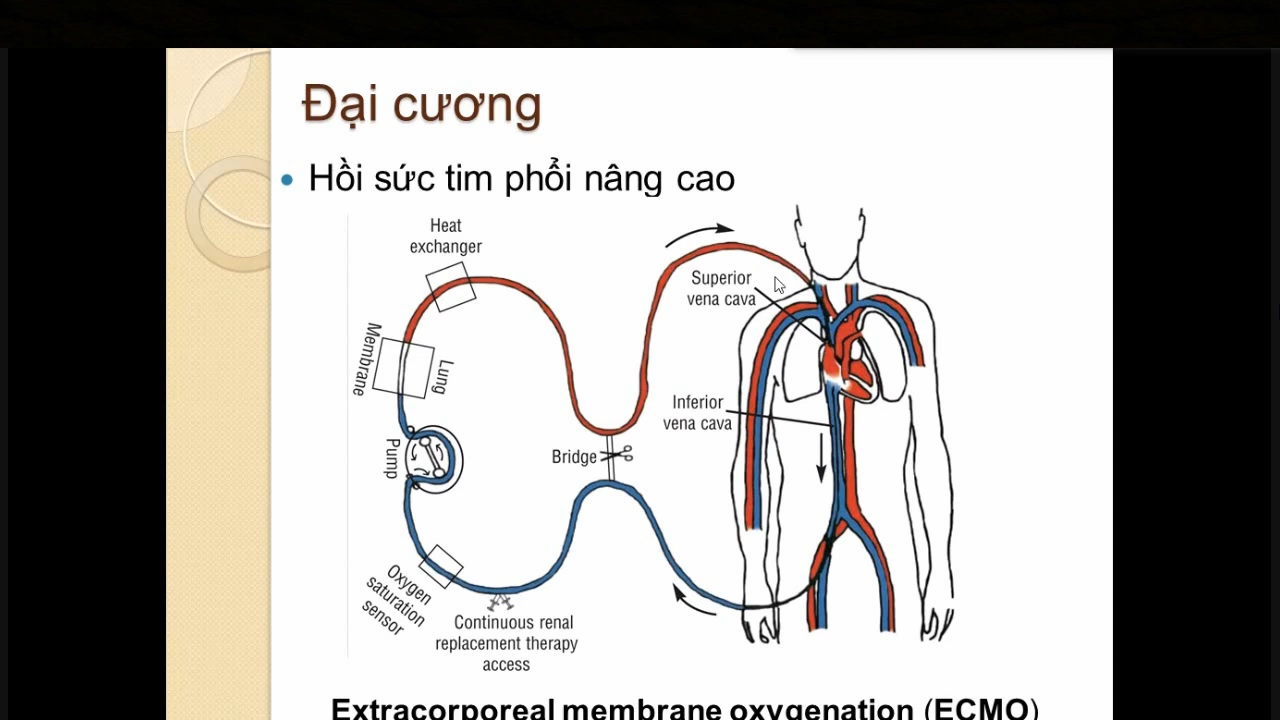 Đại cương
Hồi sức tim phổi nâng cao
Heat
exchanger
Superior
vena cava
Membrane
Lung
Inferior
vena cava
Pump
Bridge
Oxygen
saturation
sensor
Continuous renal
replacement therapy
access
Extracorporeal membrane oxygenation (ECMO)